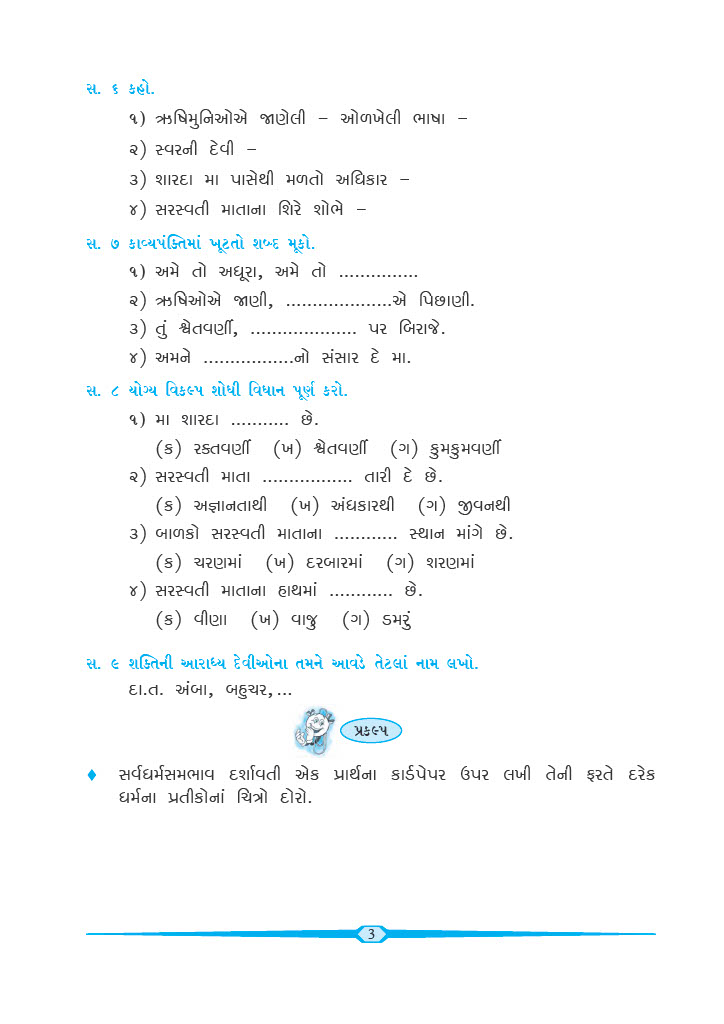 સ. ૬ કહો.
૧) ઋષિમુનિઓએ જાણેલી – ઓળખેલી ભાષા –
૨) સ્વરની દેવી –
૩) શારદા મા પાસેથી મળતો અધિકાર –
૪) સરસ્વતી માતાના શિરે શોભે –
સ. ૭ કાવ્યપંક્તિમાં ખૂટતો શબ્દ મૂકો.
૧) અમે તો અધૂરા, અમે તો ...............
૨) ઋષિઓએ જાણી, ....................એ પિછાણી.
૩) તું શ્વેતવર્ણી, .................... પર બિરાજે.
૪) અમને .................નો સંસાર દે મા.
સ. ૮ યોગ્ય વિકલ્પ શોધી વિધાન પૂર્ણ કરો.
૧) મા શારદા ........... છે.
(ક) રક્તવર્ણી (ખ) શ્વેતવર્ણી (ગ) કુમકુમવર્ણી
૨) સરસ્વતી માતા ................. તારી દે છે.
(ક) અજ્ઞાનતાથી (ખ) અંધકારથી (ગ) જીવનથી
૩) બાળકો સરસ્વતી માતાના ............ સ્થાન માંગે છે.
(ક) ચરણમાં (ખ) દરબારમાં (ગ) શરણમાં
૪) સરસ્વતી માતાના હાથમાં ............ છે.
(ક) વીણા (ખ) વાજુ (ગ) ડમરું
સ. ૯ શક્તિની આરાધ્ય દેવીઓના તમને આવડે તેટલાં નામ લખો.
દા.ત. અંબા, બહુચર,...
પ્રકલ્પ
♦ સર્વધર્મસમભાવ દર્શાવતી એક પ્રાર્થના કાર્ડપેપર ઉપર લખી તેની ફરતે દરેક
ધર્મના પ્રતીકોનાં ચિત્રો દોરો.
3